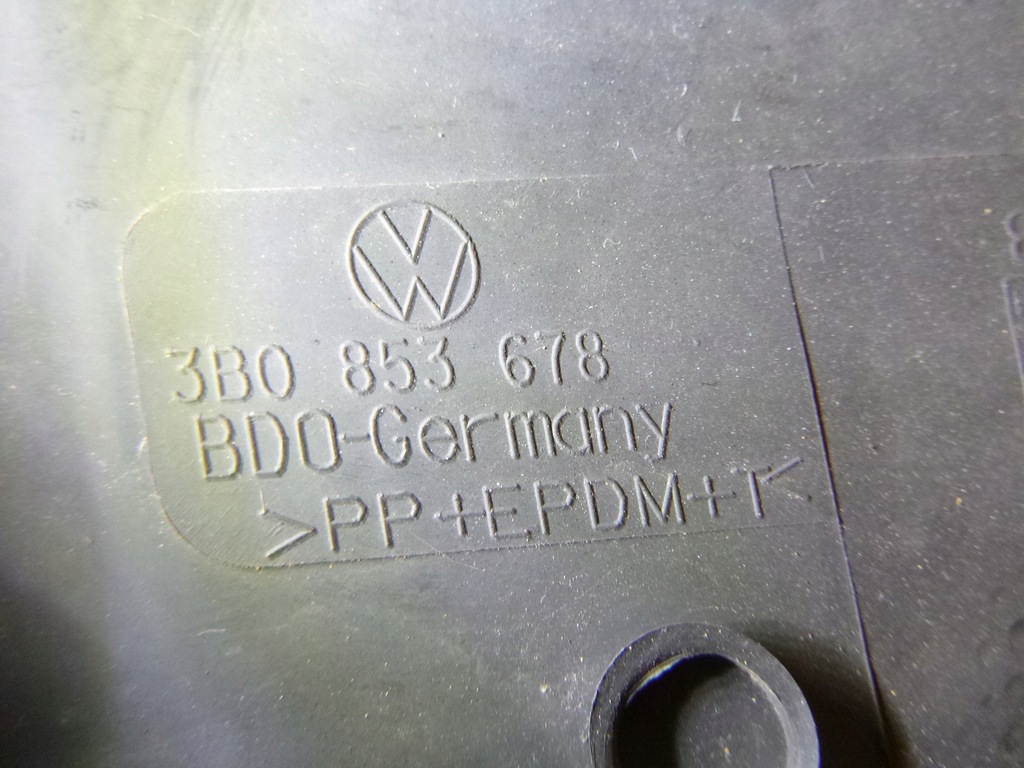 3B0 853 678
BDO-Germany
>PP+EPDM+T<